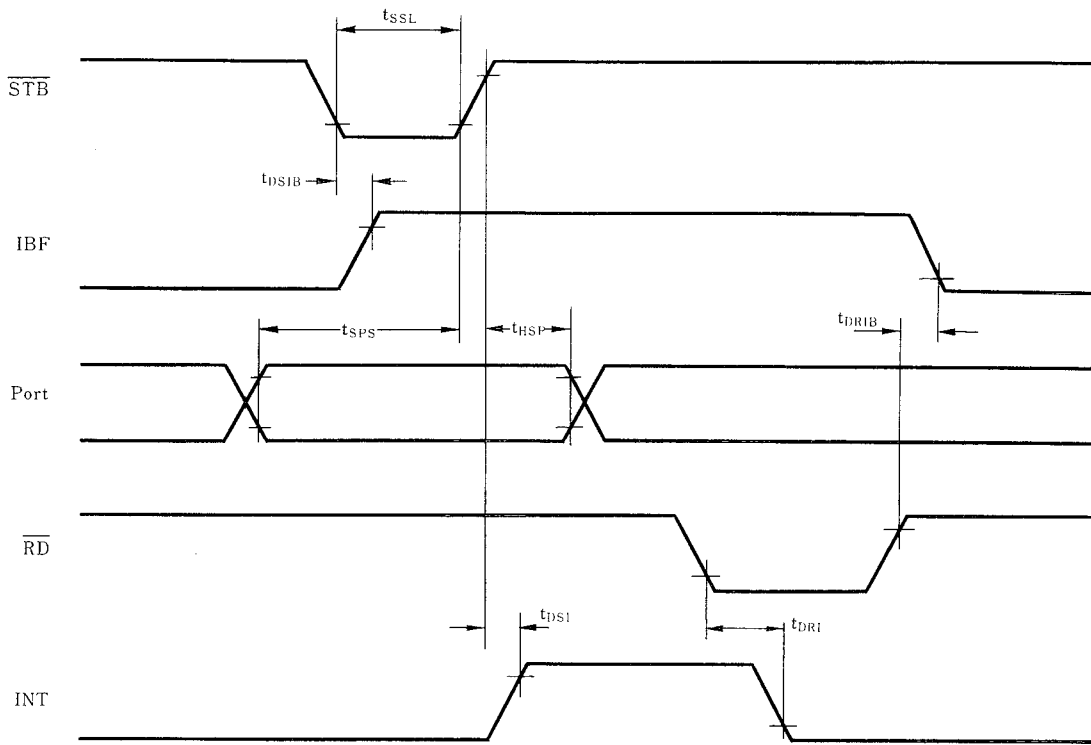 tSSL
STB
tDSIB
IBF
tSPS
tHSP
tDRIB
Port
RD
tDSI
tDRI
INT